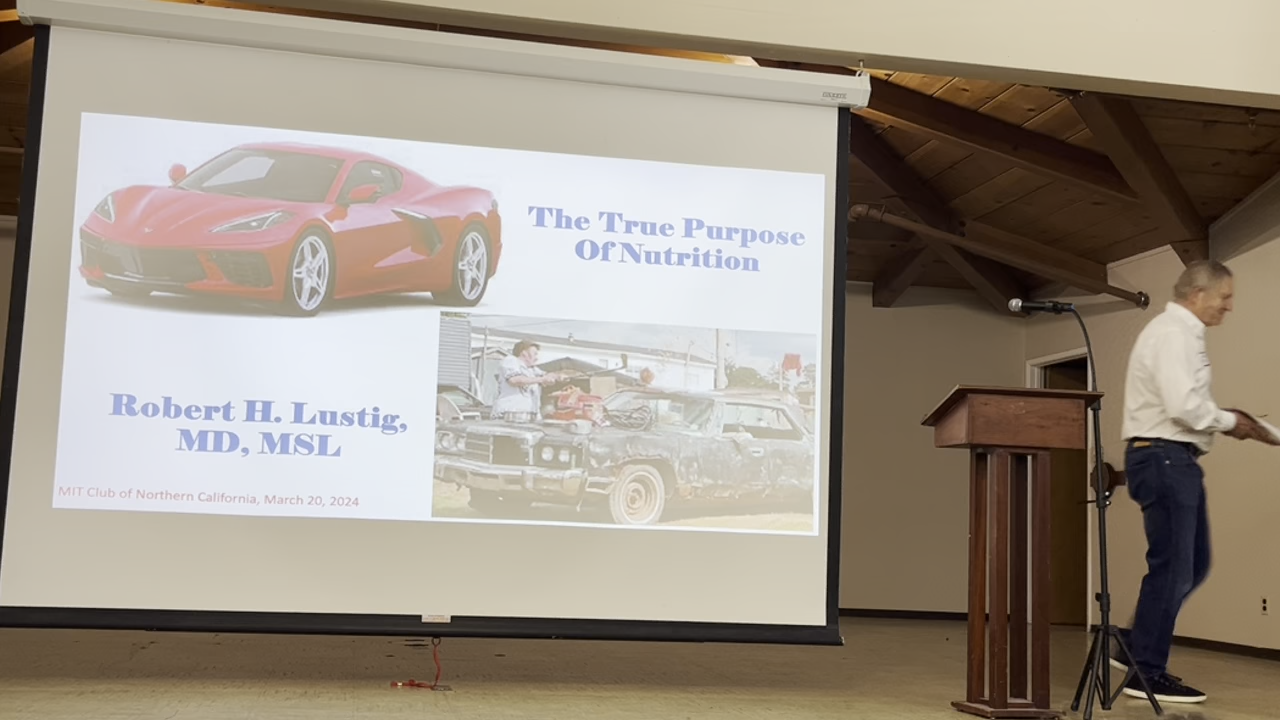 The True Purpose
Of Nutrition
Robert H. Lustig,
MD, MSL
MIT Club of Northern California, March 20, 2024